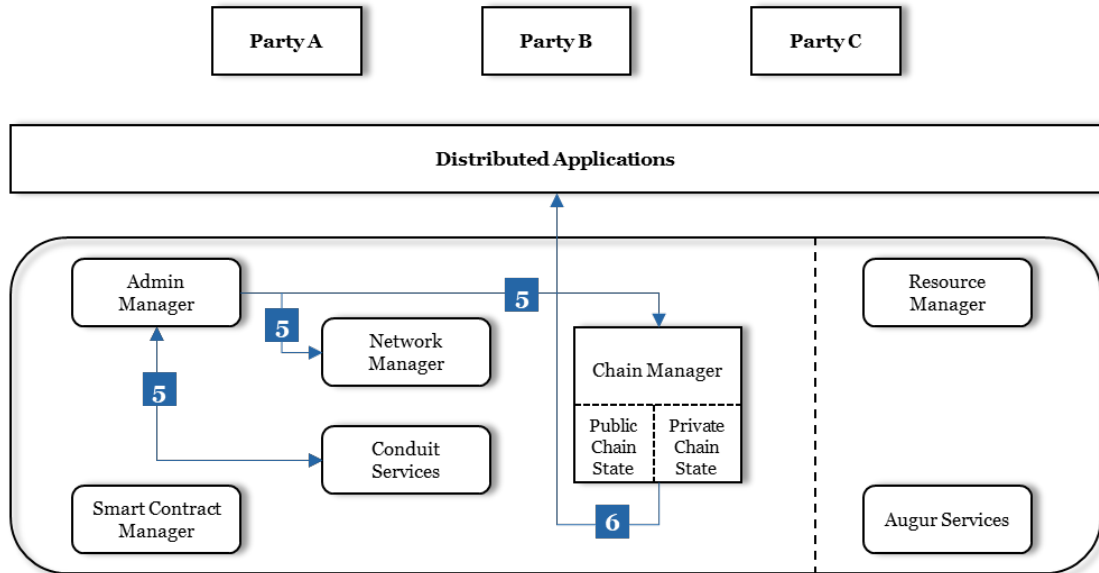 Party A
Party B
Party C
Distributed Applications
Admin
Manager
5
Resource
Manager
5
Network
Manager
Chain Manager
5
Public
Chain
State
Private
Chain
State
Conduit
Services
Smart Contract
Manager
6
Augur Services